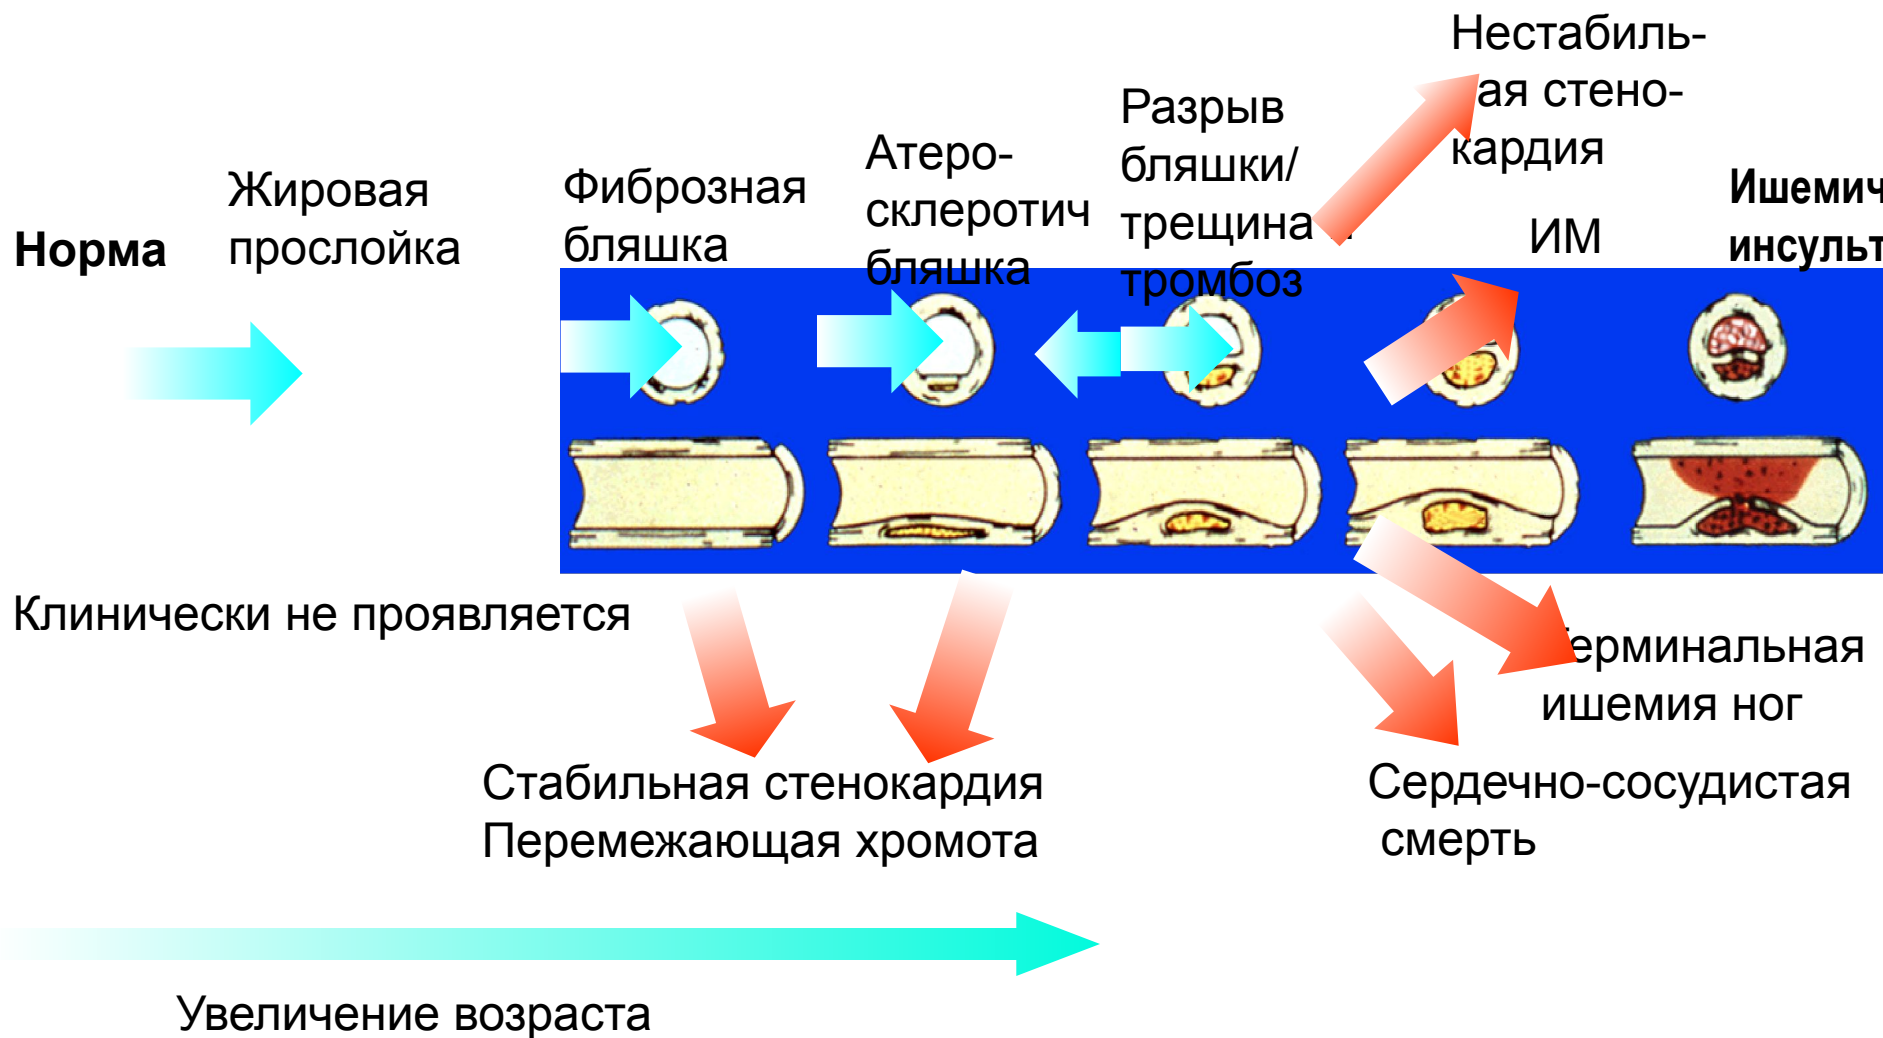 Норма
Жировая
прослойка
Фиброзная
бляшка
Атеро-
склеротич
бляшка
Разрыв
бляшки/
трещина
тромбоз
Нестабиль-
ая стено-
кардия
ИМ
Ишемич
инсульт
Клинически не проявляется
Стабильная стенокардия
Перемежающая хромота
ерминальная
ишемия ног
Сердечно-сосудистая
смерть
Увеличение возраста